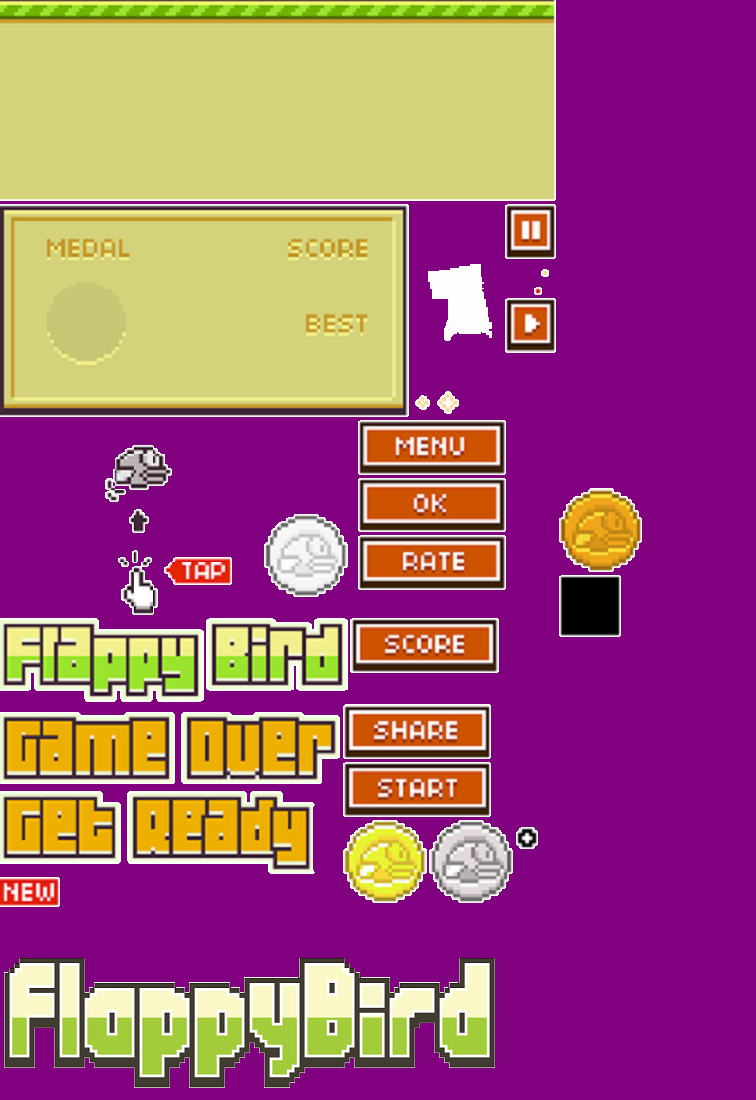 MEDAL SCORE
BEST
MENU
OK
RATE
TAP
Flappy Bird
SCORE
Game Over
SHARE
START
Get Ready
NEW
FlappyBird